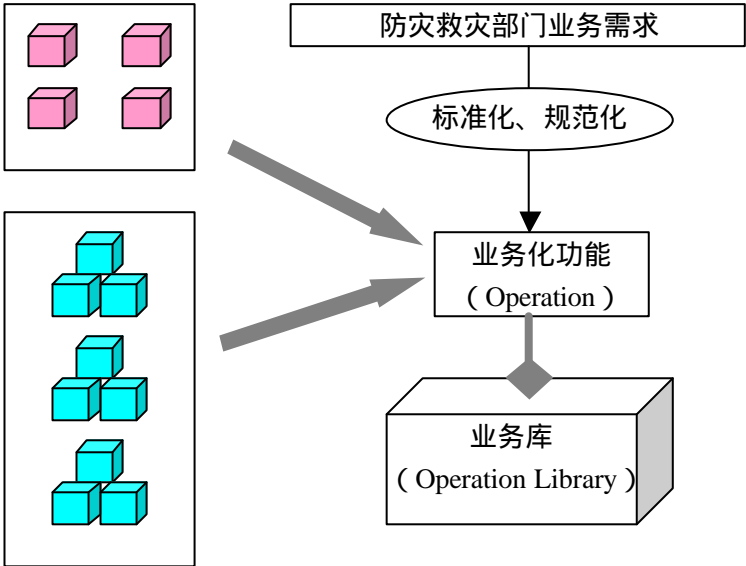 防灾救灾部门业务需求
标准化、规范化
业务化功能
（Operation）
业务库
（Operation Library）